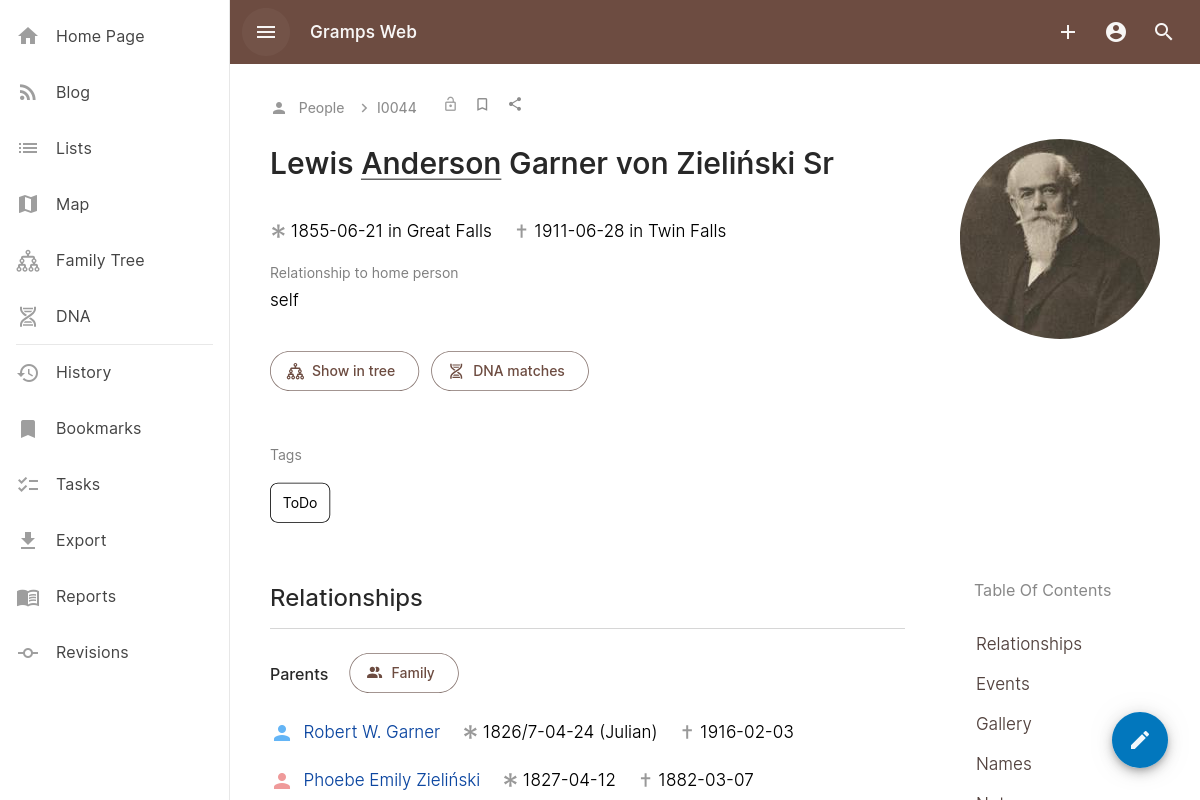 Home Page
Blog
Lists
Map
Family Tree
DNA
History
Bookmarks
Tasks
Export
Reports
Revisions
Gramps Web
People I0044
Lewis Anderson Garner von Zieliński Sr
1855-06-21 in Great Falls 1911-06-28 in Twin Falls
Relationship to home person
self
Show in tree DNA matches
Tags
ToDo
Relationships
Parents Family
Robert W. Garner 1826/7-04-24 (Julian) 1916-02-03
Phoebe Emily Zieliński 1827-04-12 1882-03-07
Table Of Contents
Relationships
Events
Gallery
Names